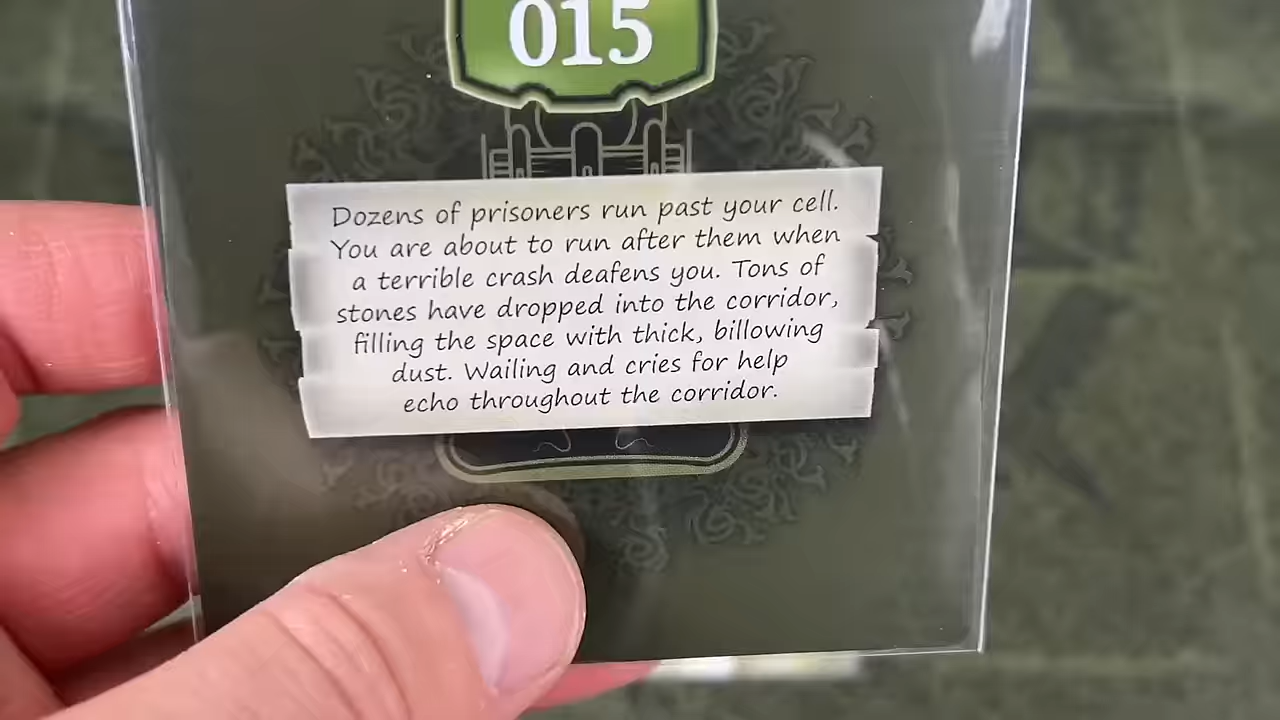 015
Dozens of prisoners run past your cell.
You are about to run after them when
a terrible crash deafens you. Tons of
stones have dropped into the corridor,
filling the space with thick, billowing
dust. Wailing and cries for help
echo throughout the corridor.